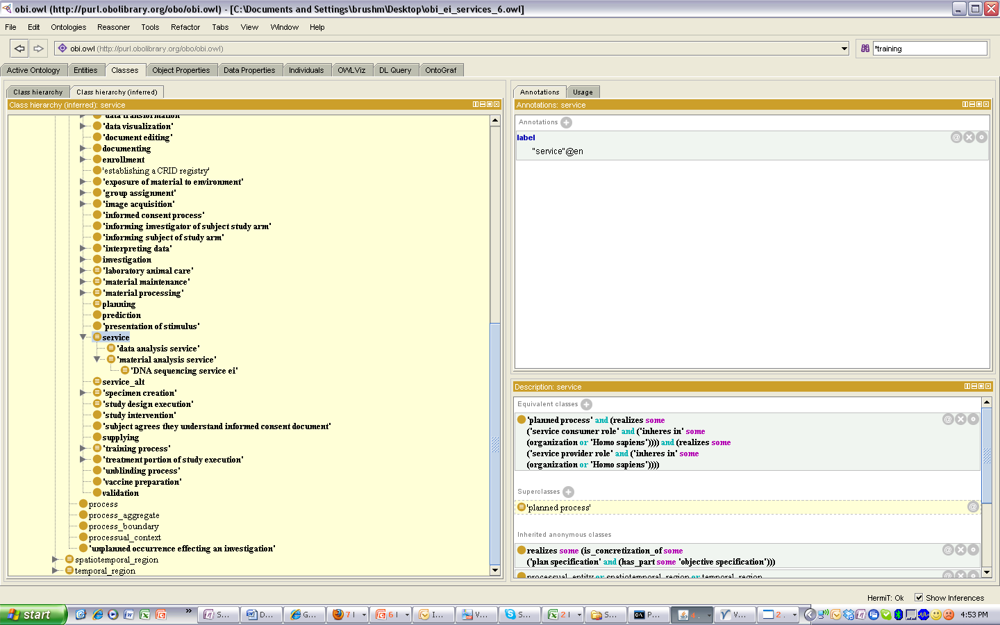 obi.owl (http://purl.obolibrary.org/obo/obi.owl) - [C:\Documents and Settings\brushm\Desktop\obi_ei_services_6.owl]
File Edit Ontologies Reasoner Tools Refactor Tabs View Window Help
obi.owl (http://purl.obolibrary.org/obo/obi.owl)
*training
Active Ontology Entities Classes Object Properties Data Properties Individuals OWLViz DL Query OntoGraf
Class hierarchy Class hierarchy (inferred)
Class hierarchy (inferred): service
'data transformation'
'data visualization'
'document editing'
documenting
enrollment
'establishing a CRID registry'
'exposure of material to environment'
'group assignment'
'image acquisition'
'informed consent process'
'informing investigator of subject study arm'
'informing subject of study arm'
'interpreting data'
investigation
'laboratory animal care'
'material maintenance'
'material processing'
planning
prediction
'presentation of stimulus'
service
'data analysis service'
'material analysis service'
'DNA sequencing service ei'
service_alt
'specimen creation'
'study design execution'
'study intervention'
'subject agrees they understand informed consent document'
supplying
'training process'
'treatment portion of study execution'
'unblinding process'
'vaccine preparation'
validation
process
process_aggregate
process_boundary
processual_context
'unplanned occurrence effecting an investigation'
spatiotemporal_region
temporal_region
Annotations Usage
Annotations: service
Annotations
label
"service"@en
Description: service
Equivalent classes
'planned process' and (realizes some
('service consumer role' and ('inheres in' some
(organization or 'Homo sapiens')))) and (realizes some
('service provider role' and ('inheres in' some
(organization or 'Homo sapiens'))))
Superclasses
'planned process'
Inherited anonymous classes
realizes some (is_concretization_of some
('plan specification' and (has_part some 'objective specification')))
processual_entity or spatiotemporal_region or temporal_region
HermiT: Ok Show Inferences
start S... D... G... 7 I 6 I I... V... S... 2 I S... P... V... 2 . 4:53 PM